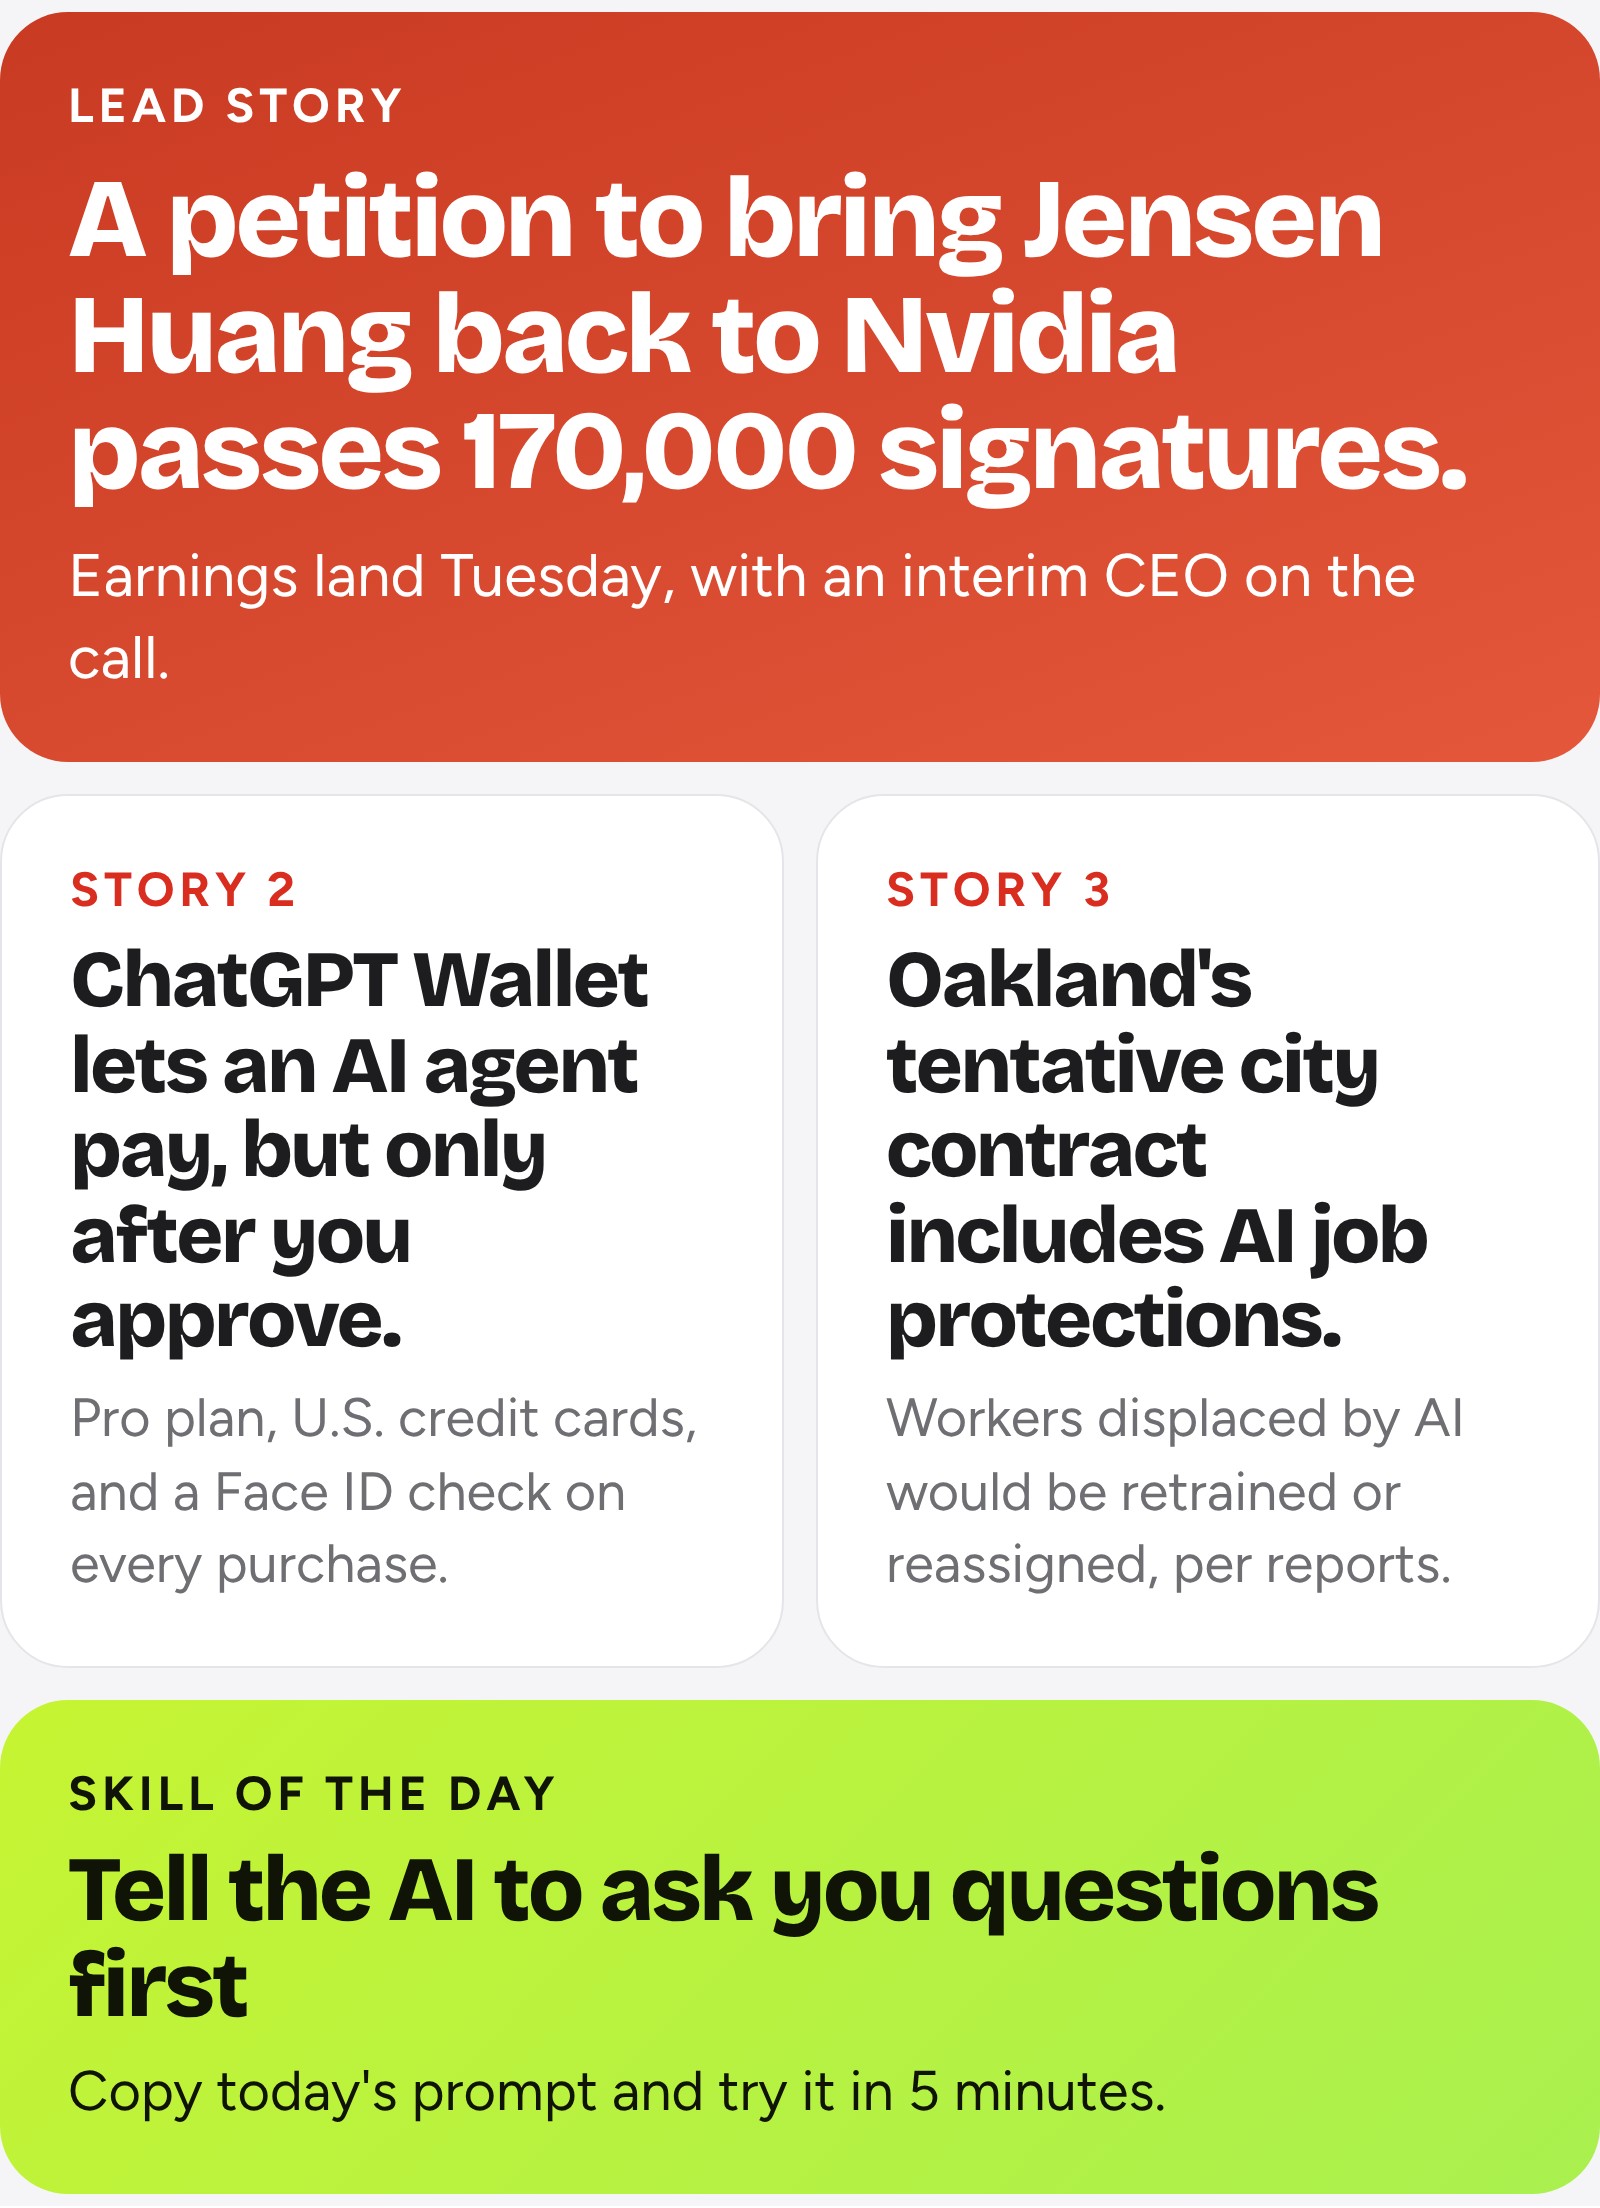 LEAD STORY
A petition to bring Jensen
Huang back to Nvidia
passes 170,000 signatures.
Earnings land Tuesday, with an interim CEO on the
call.
STORY 2
ChatGPT Wallet
lets an AI agent
pay, but only
after you
approve.
Pro plan, U.S. credit cards,
and a Face ID check on
every purchase.
STORY 3
Oakland's
tentative city
contract
includes AI job
protections.
Workers displaced by AI
would be retrained or
reassigned, per reports.
SKILL OF THE DAY
Tell the AI to ask you questions
first
Copy today's prompt and try it in 5 minutes.